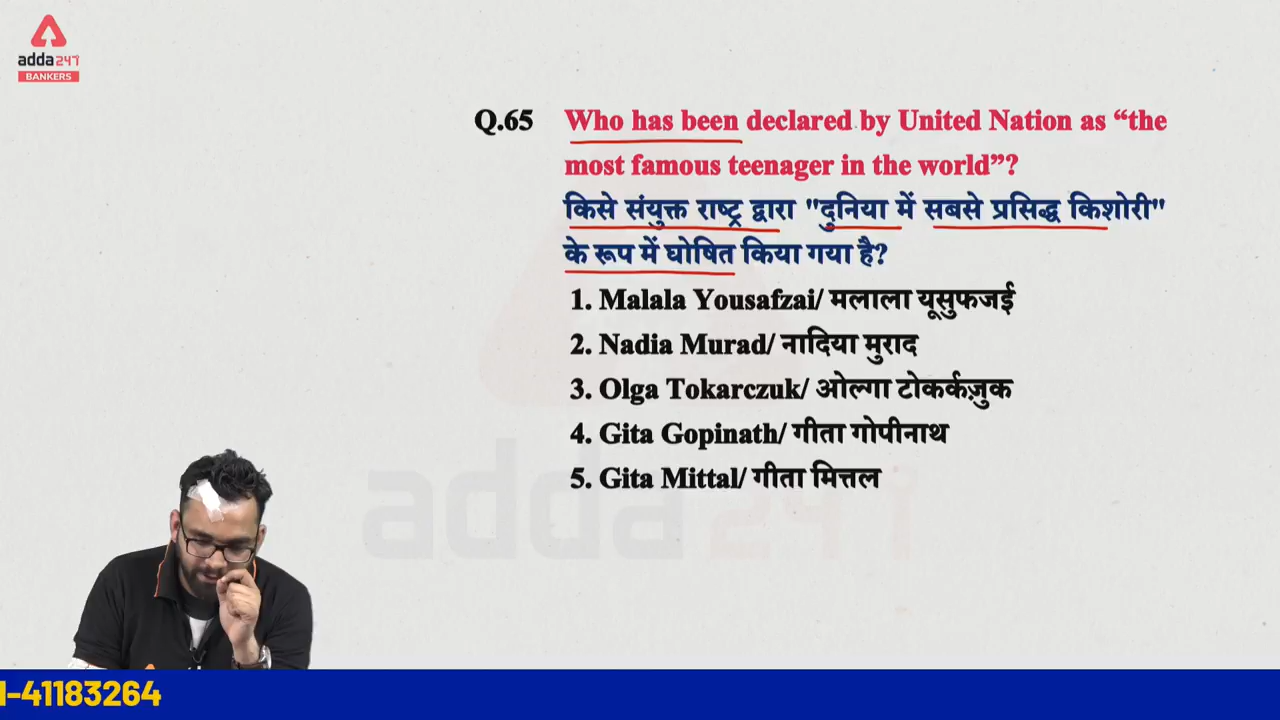 adda247
BANKERS
Q.65 Who has been declared by United Nation as “the
most famous teenager in the world”?
किसे संयुक्त राष्ट्र द्वारा "दुनिया में सबसे प्रसिद्ध किशोरी"
के रूप में घोषित किया गया है?
1. Malala Yousafzai/ मलाला यूसुफजई
2. Nadia Murad/ नादिया मुराद
3. Olga Tokarczuk/ ओल्गा टोकर्कज़ुक
4. Gita Gopinath/ गीता गोपीनाथ
5. Gita Mittal/ गीता मित्तल
adda247
-41183264